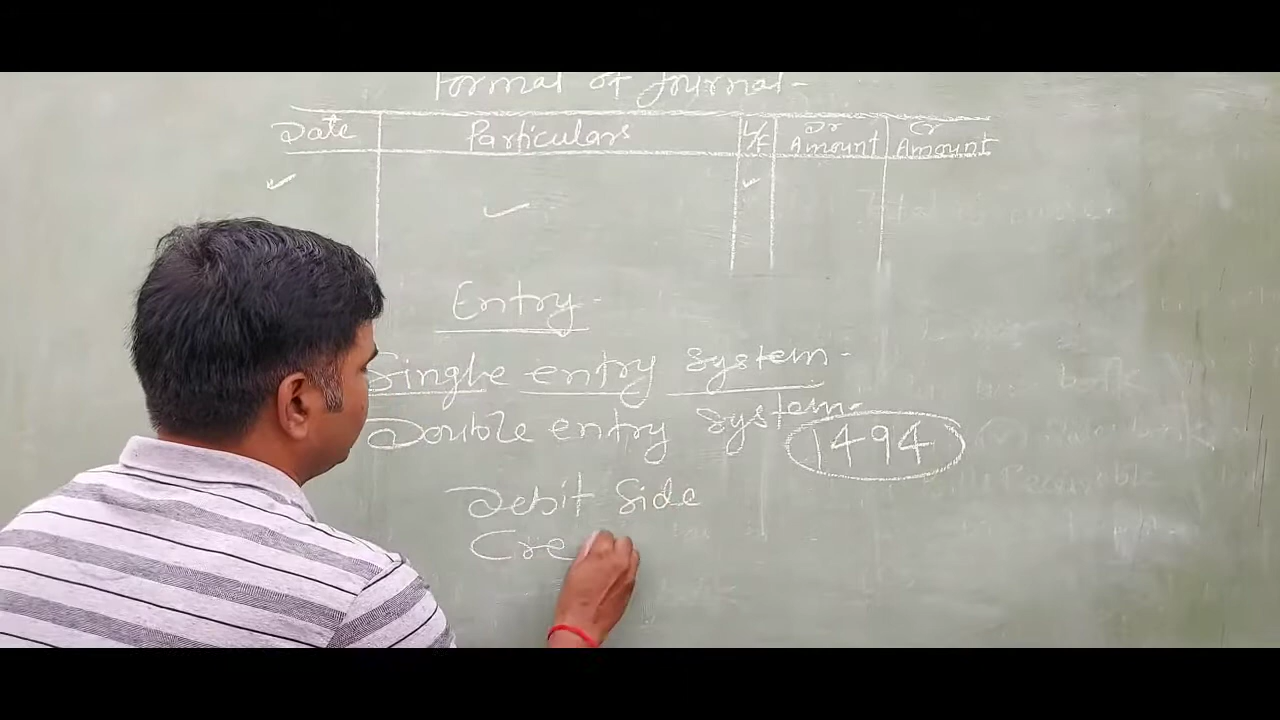 Format of Journal-
Date Particulars L/F Dr Amount Cr Amount
Entry-
Single entry system-
Double entry system-
1494
Debit Side
Cre